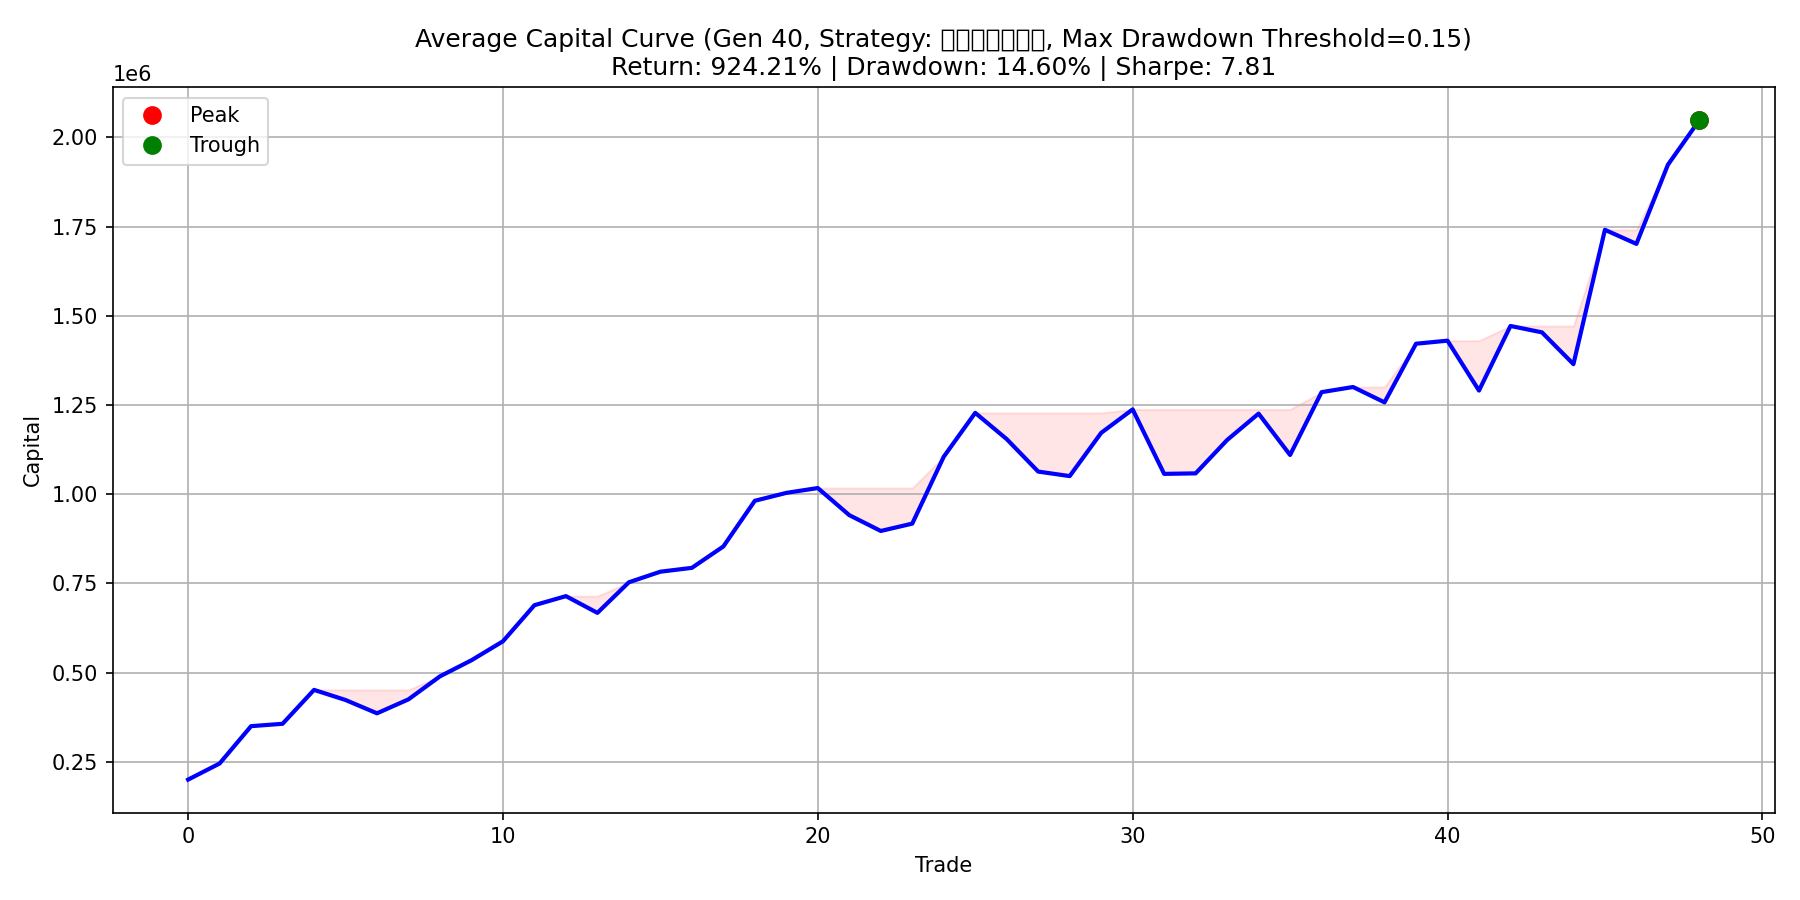 Average Capital Curve (Gen 40, Strategy: □□□□□□□, Max Drawdown Threshold=0.15)
Return: 924.21% | Drawdown: 14.60% | Sharpe: 7.81
1e6
Peak
Trough
2.00
1.75
1.50
1.25
1.00
0.75
0.50
0.25
Capital
0 10 20 30 40 50
Trade